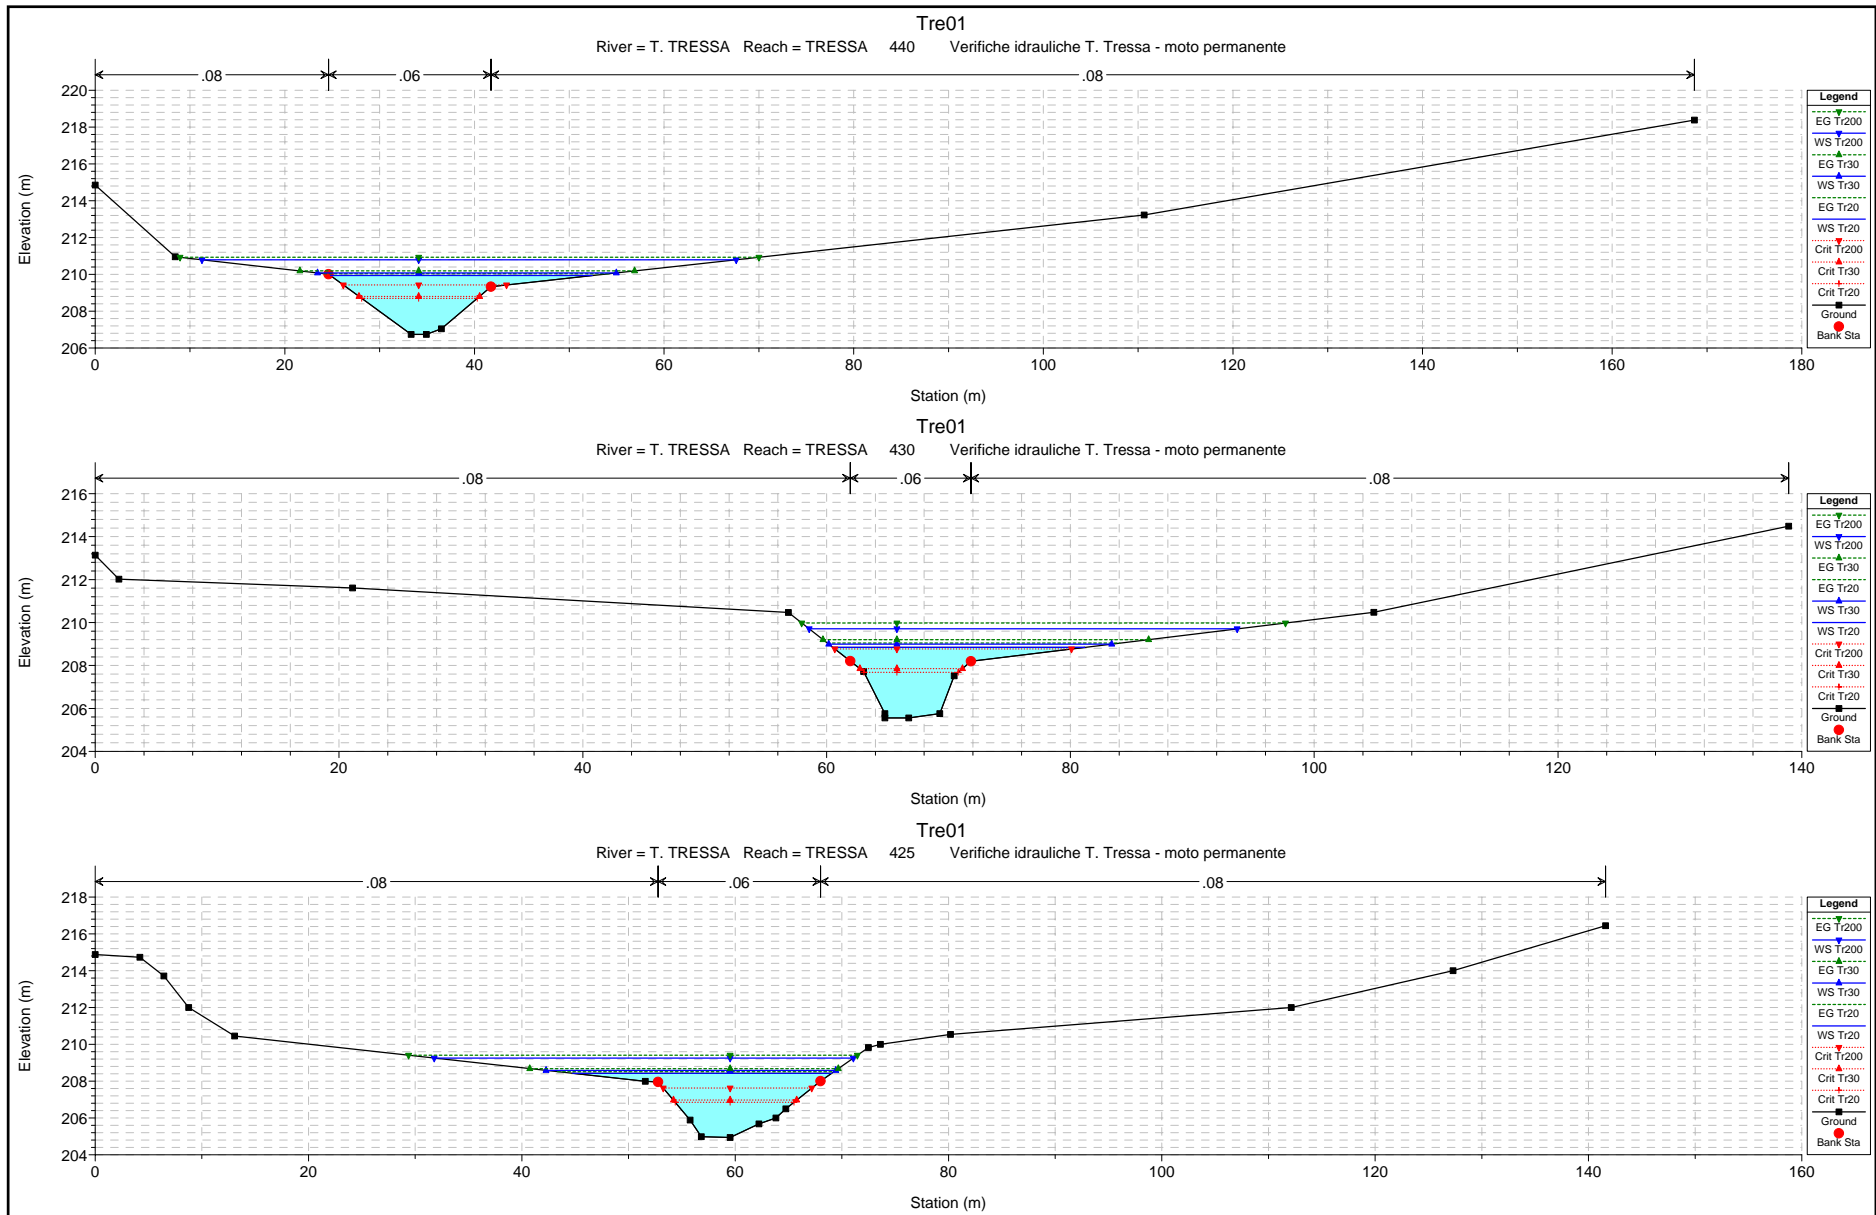 Tre01
River = T. TRESSA   Reach = TRESSA     440        Verifiche idrauliche T. Tressa - moto permanente
.08 .06 .08
220
218
216
214
212
210
208
206
Elevation (m)
0 20 40 60 80 100 120 140 160 180
Station (m)
Legend
EG Tr200
WS Tr200
EG Tr30
WS Tr30
EG Tr20
WS Tr20
Crit Tr200
Crit Tr30
Crit Tr20
Ground
Bank Sta
Tre01
River = T. TRESSA   Reach = TRESSA     430        Verifiche idrauliche T. Tressa - moto permanente
.08 .06 .08
216
214
212
210
208
206
204
Elevation (m)
0 20 40 60 80 100 120 140
Station (m)
Legend
EG Tr200
WS Tr200
EG Tr30
EG Tr20
WS Tr30
WS Tr20
Crit Tr200
Crit Tr30
Crit Tr20
Ground
Bank Sta
Tre01
River = T. TRESSA   Reach = TRESSA     425        Verifiche idrauliche T. Tressa - moto permanente
.08 .06 .08
218
216
214
212
210
208
206
204
Elevation (m)
0 20 40 60 80 100 120 140 160
Station (m)
Legend
EG Tr200
WS Tr200
EG Tr30
WS Tr30
EG Tr20
WS Tr20
Crit Tr200
Crit Tr30
Crit Tr20
Ground
Bank Sta